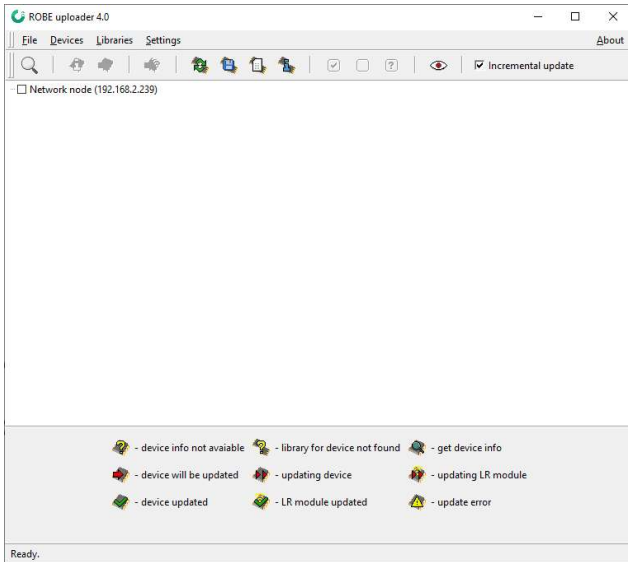 ROBE uploader 4.0
File Devices Libraries Settings About
Incremental update
Network node (192.168.2.239)
- device info not avaiable - library for device not found - get device info
- device will be updated - updating device - updating LR module
- device updated - LR module updated - update error
Ready.